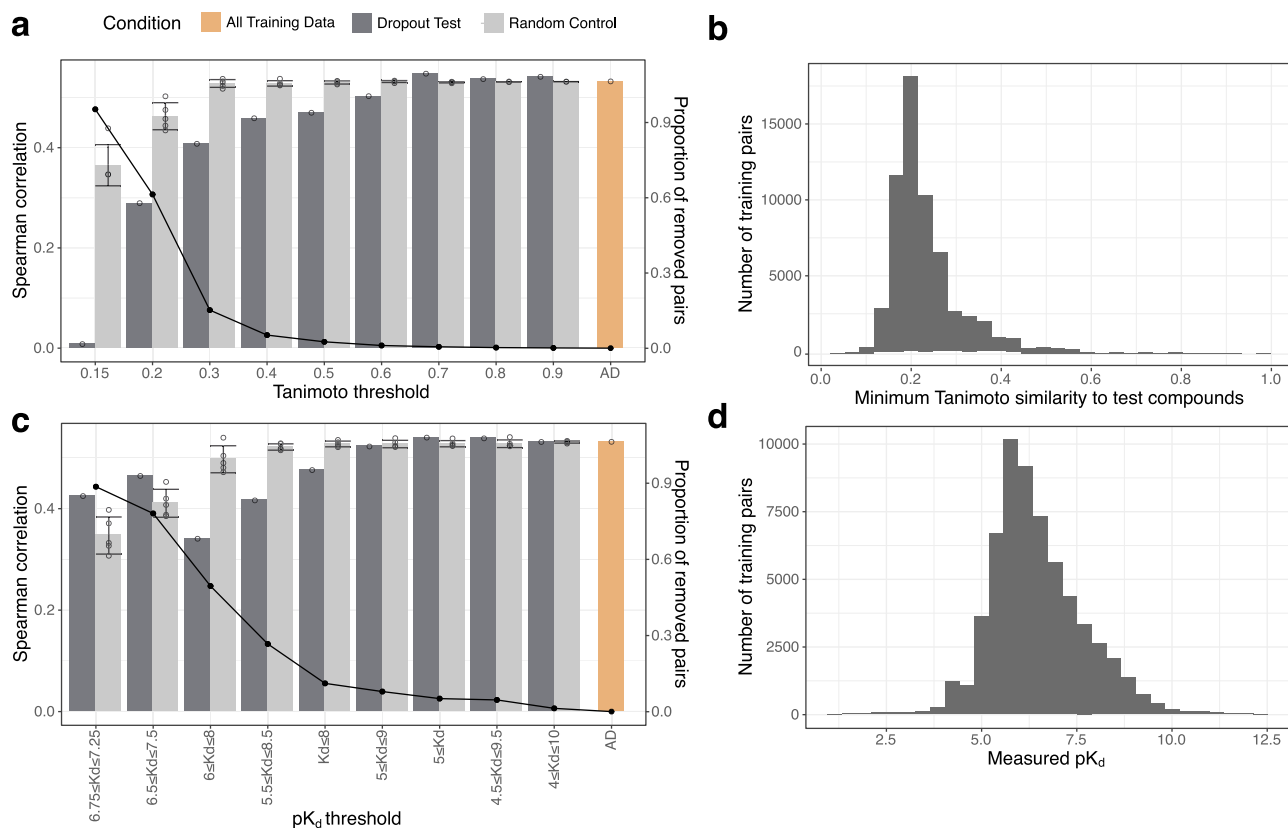 a
Condition All Training Data Dropout Test Random Control
Spearman correlation
0.4
0.2
0.0
0.9
0.6
0.3
0.0
Proportion of removed pairs
0.15 0.2 0.3 0.4 0.5 0.6 0.7 0.8 0.9 AD
Tanimoto threshold
b
Number of training pairs
15000
10000
5000
0
0.0 0.2 0.4 0.6 0.8 1.0
Minimum Tanimoto similarity to test compounds
c
Spearman correlation
0.4
0.2
0.0
0.9
0.6
0.3
0.0
Proportion of removed pairs
6.75≤Kd≤7.25 6.5≤Kd≤7.5 6≤Kd≤8 5.5≤Kd≤8.5 Kd≤8 5≤Kd≤9 5≤Kd 4.5≤Kd≤9.5 4≤Kd≤10 AD
pKd threshold
d
Number of training pairs
10000
7500
5000
2500
0
2.5 5.0 7.5 10.0 12.5
Measured pKd